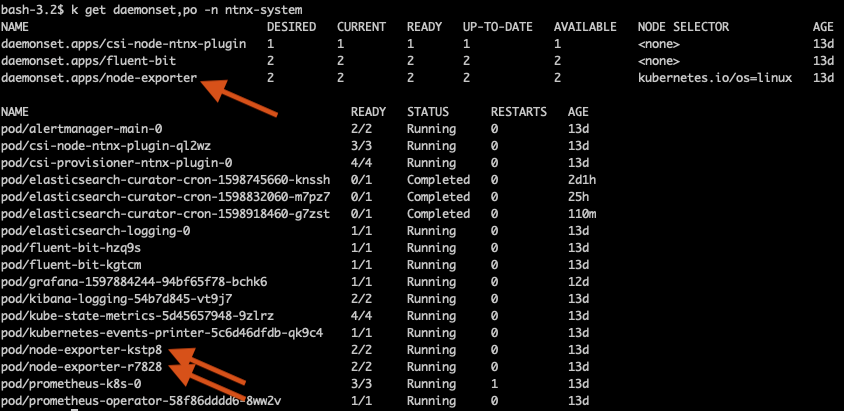 bash-3.2$ k get daemonset,po -n ntnx-system
NAME DESIRED CURRENT READY UP-TO-DATE AVAILABLE NODE SELECTOR AGE
daemonset.apps/csi-node-ntnx-plugin 1 1 1 1 1 <none> 13d
daemonset.apps/fluent-bit 2 2 2 2 2 <none> 13d
daemonset.apps/node-exporter 2 2 2 2 2 kubernetes.io/os=linux 13d
NAME READY STATUS RESTARTS AGE
pod/alertmanager-main-0 2/2 Running 0 13d
pod/csi-node-ntnx-plugin-ql2wz 3/3 Running 0 13d
pod/csi-provisioner-ntnx-plugin-0 4/4 Running 0 13d
pod/elasticsearch-curator-cron-1598745660-knssh 0/1 Completed 0 2d1h
pod/elasticsearch-curator-cron-1598832060-m7pz7 0/1 Completed 0 25h
pod/elasticsearch-curator-cron-1598918460-g7zst 0/1 Completed 0 110m
pod/elasticsearch-logging-0 1/1 Running 0 13d
pod/fluent-bit-hzq9s 1/1 Running 0 13d
pod/fluent-bit-kgtcm 1/1 Running 0 13d
pod/grafana-1597884244-94bf65f78-bchk6 1/1 Running 0 12d
pod/kibana-logging-54b7d845-vt9j7 2/2 Running 0 13d
pod/kube-state-metrics-5d45657948-9zlrz 4/4 Running 0 13d
pod/kubernetes-events-printer-5c6d46dfdb-qk9c4 1/1 Running 0 13d
pod/node-exporter-kstp8 2/2 Running 0 13d
pod/node-exporter-r7828 2/2 Running 0 13d
pod/prometheus-k8s-0 3/3 Running 1 13d
pod/prometheus-operator-58f86dddd6-8ww2v 1/1 Running 0 13d